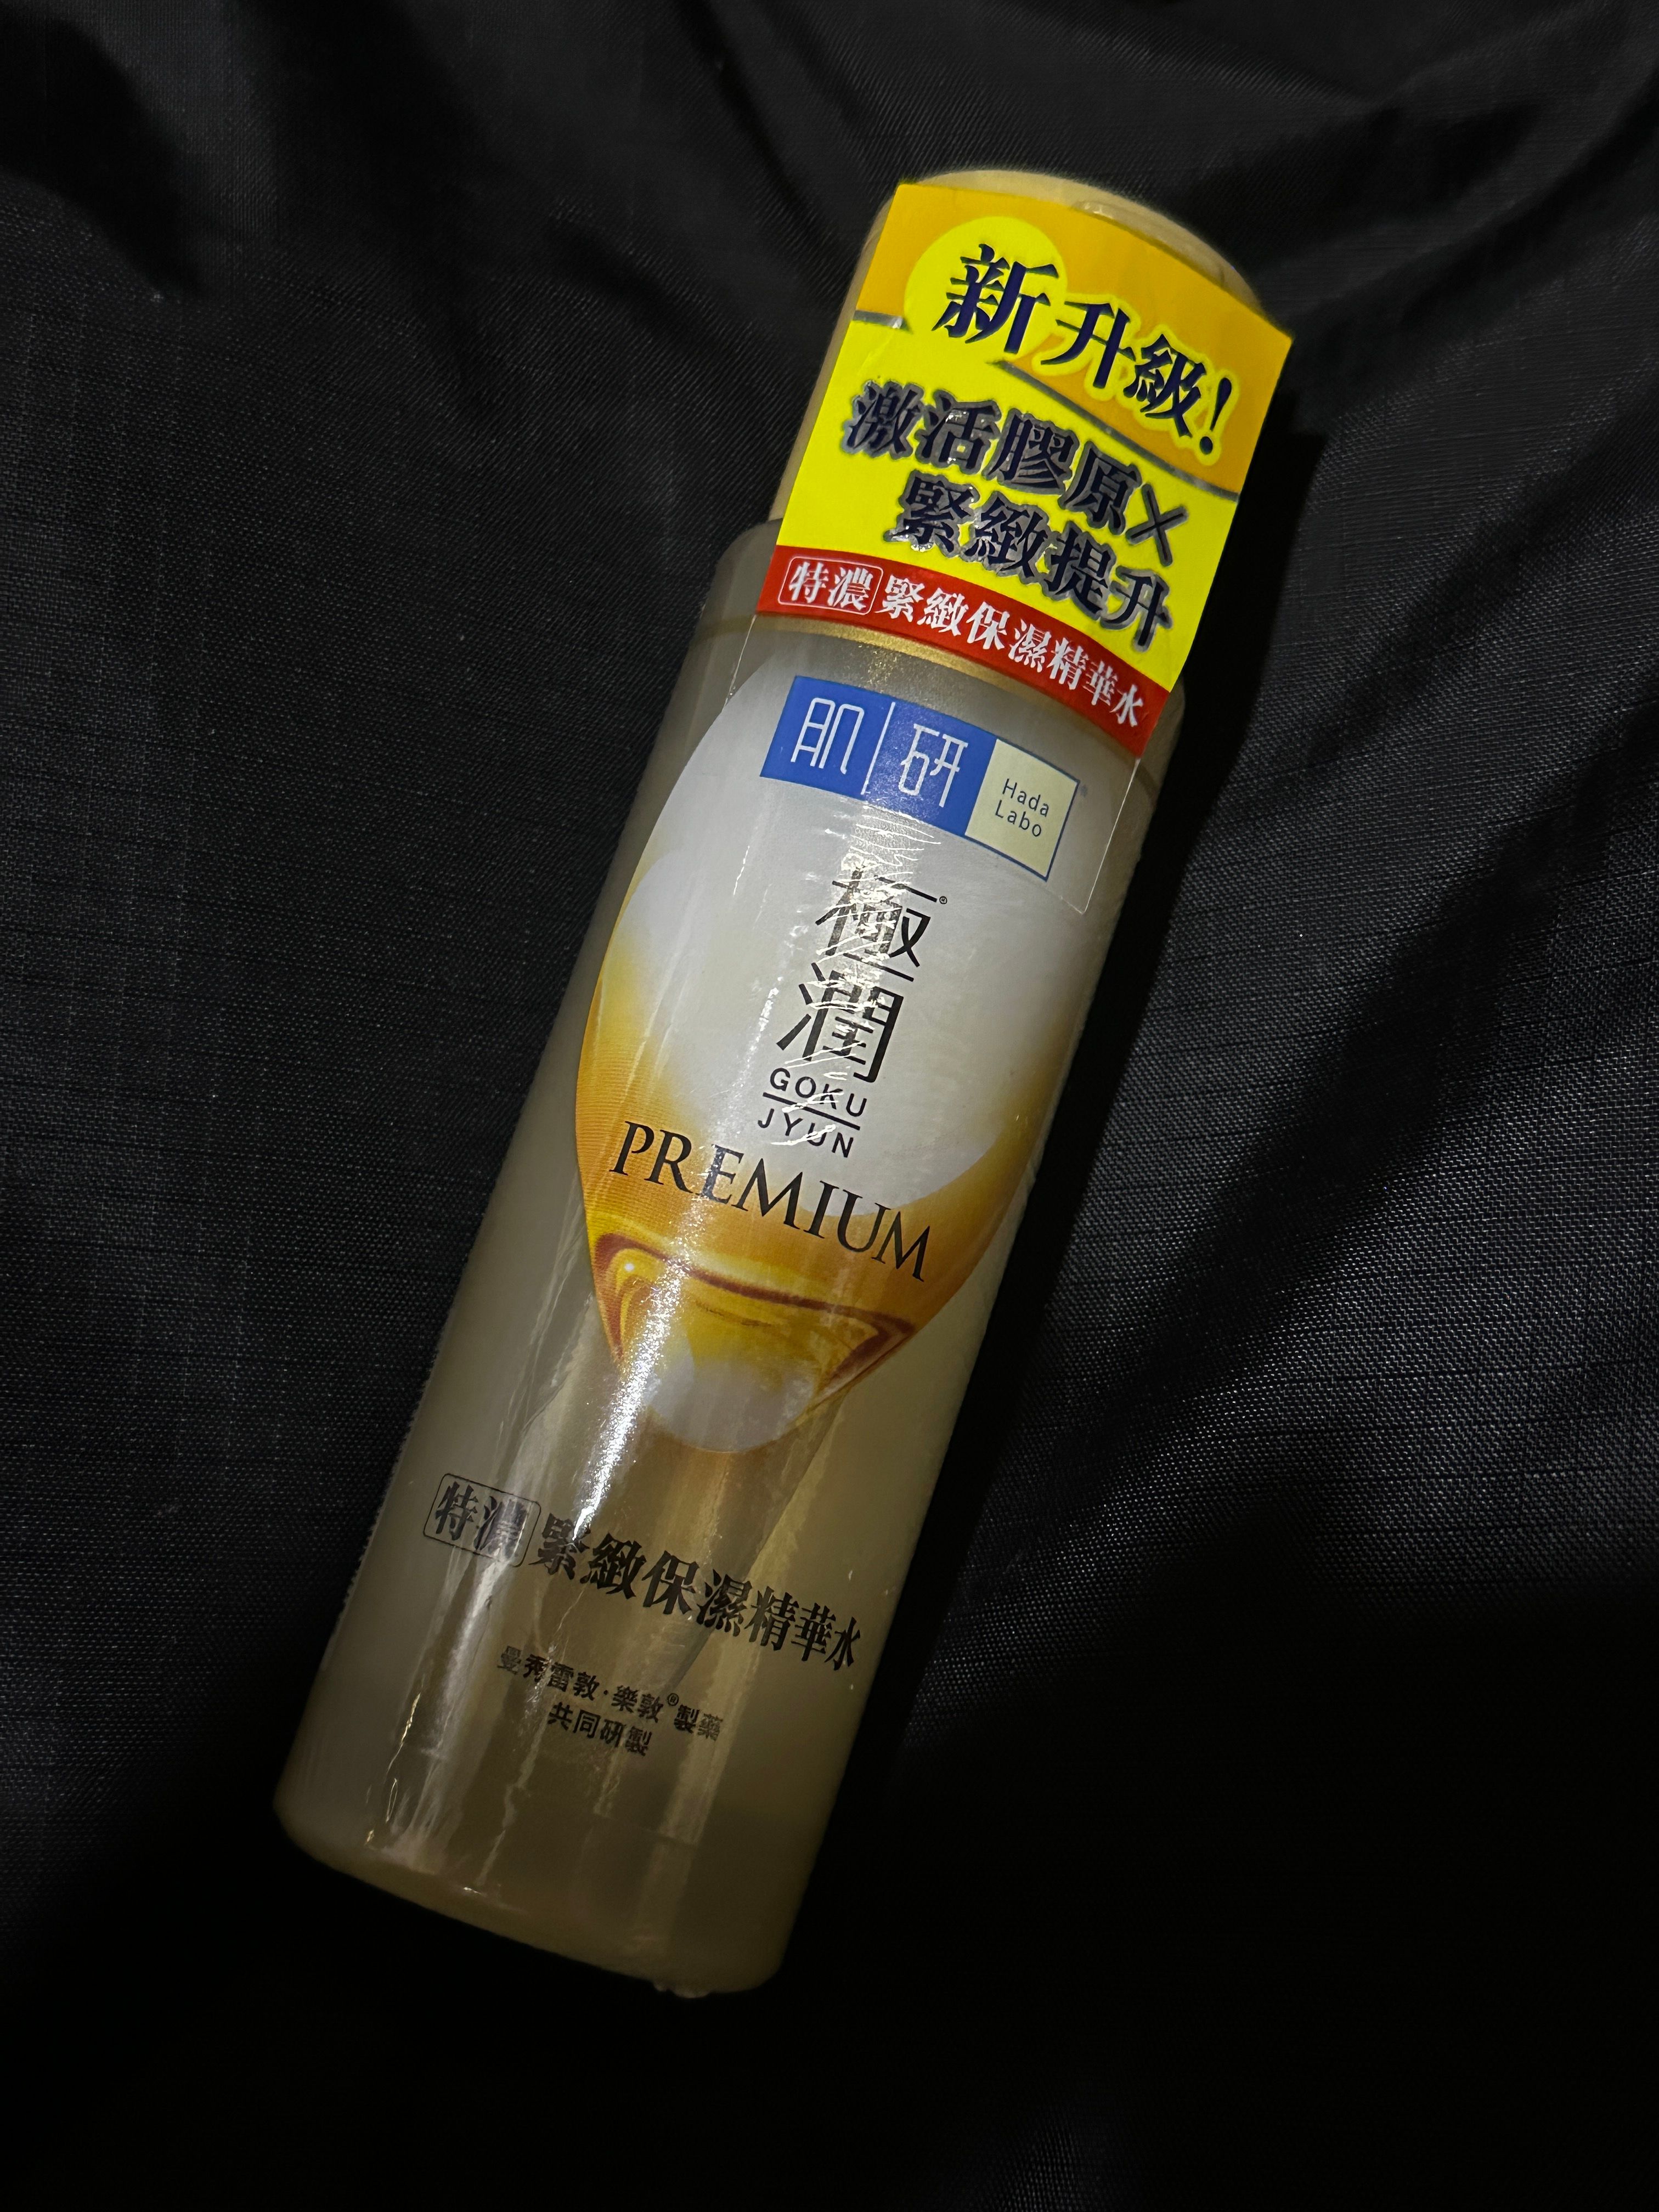 新升級!
激活膠原×
緊緻提升
特濃 緊緻保濕精華水
肌研 Hada
Labo
極®
潤
GOKU
JYUN
PREMIUM
特濃 緊緻保濕精華水
曼秀雷敦·樂敦®製藥
共同研製